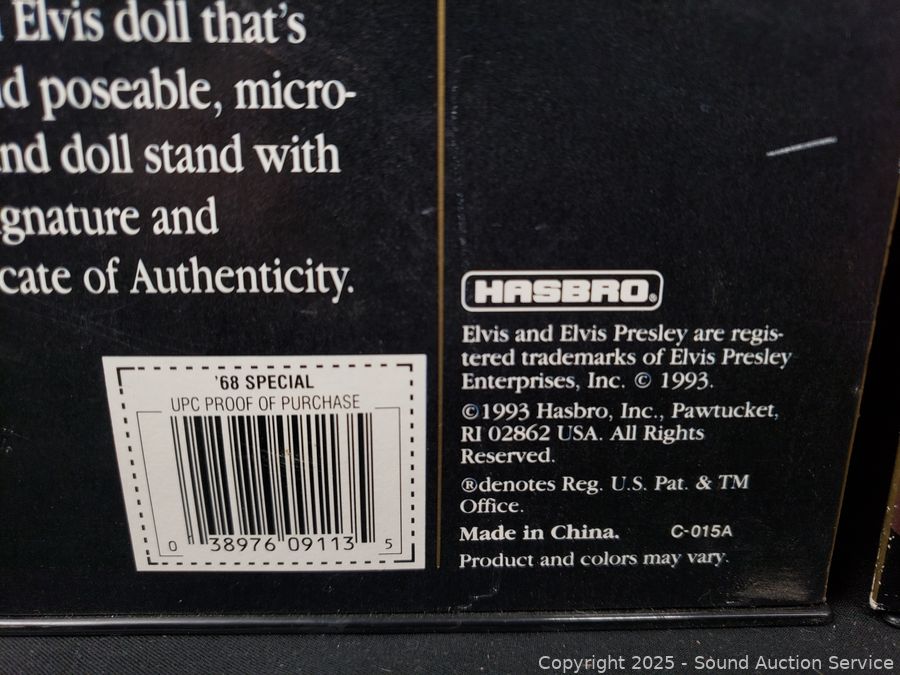 Elvis doll that's
poseable, micro-
doll stand with
and
of Authenticity.
'68 SPECIAL
UPC PROOF OF PURCHASE
0 38976 09113 5
HASBRO®
Elvis and Elvis Presley are regis-
tered trademarks of Elvis Presley
Enterprises, Inc. © 1993.
©1993 Hasbro, Inc., Pawtucket,
RI 02862 USA. All Rights
Reserved.
®denotes Reg. U.S. Pat. & TM
Office.
Made in China. C-015A
Product and colors may vary.
Copyright 2025 - Sound Auction Service